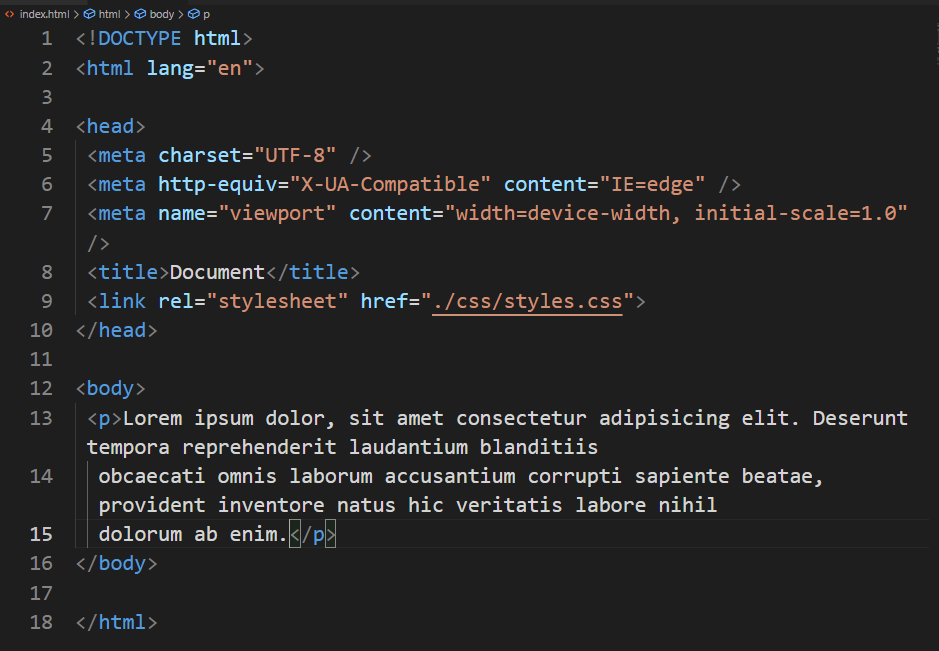 index.html > html > body > p
1 <!DOCTYPE html>
2 <html lang="en">
3
4 <head>
5 <meta charset="UTF-8" />
6 <meta http-equiv="X-UA-Compatible" content="IE=edge" />
7 <meta name="viewport" content="width=device-width, initial-scale=1.0"
/>
8 <title>Document</title>
9 <link rel="stylesheet" href="./css/styles.css">
10 </head>
11
12 <body>
13 <p>Lorem ipsum dolor, sit amet consectetur adipisicing elit. Deserunt
tempora reprehenderit laudantium blanditiis
14 obcaecati omnis laborum accusantium corrupti sapiente beatae,
provident inventore natus hic veritatis labore nihil
15 dolorum ab enim.</p>
16 </body>
17
18 </html>